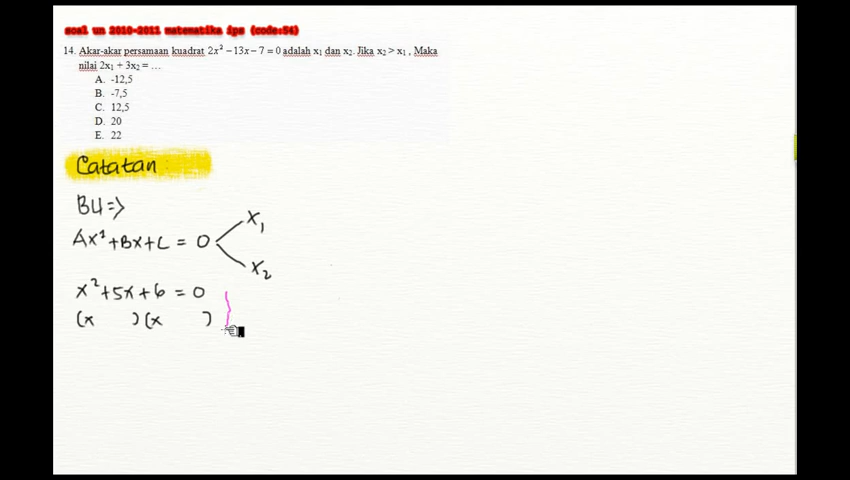 soal un 2010-2011 matematika ips (code:54)
14. Akar-akar persamaan kuadrat 2x² − 13x − 7 = 0 adalah x₁ dan x₂. Jika x₂ > x₁ , Maka
nilai 2x₁ + 3x₂ = …
A. -12,5
B. -7,5
C. 12,5
D. 20
E. 22
Catatan
BU=>
Ax²+Bx+C = 0
x₁
x₂
x²+5x+6 = 0
(x    )(x    )